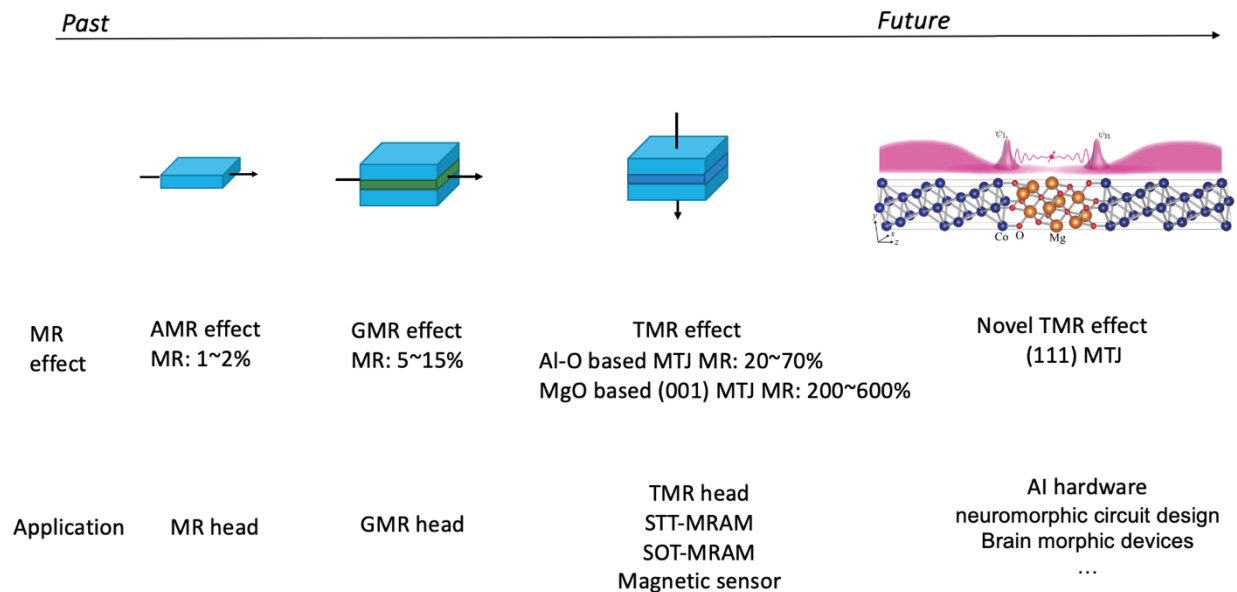 Past
Future
ψL
ψR
y
x
z
Co
O
Mg
MR effect
AMR effect
MR: 1~2%
GMR effect
MR: 5~15%
TMR effect
Al-O based MTJ MR: 20~70%
MgO based (001) MTJ MR: 200~600%
Novel TMR effect
(111) MTJ
Application
MR head
GMR head
TMR head
STT-MRAM
SOT-MRAM
Magnetic sensor
AI hardware
neuromorphic circuit design
Brain morphic devices
...